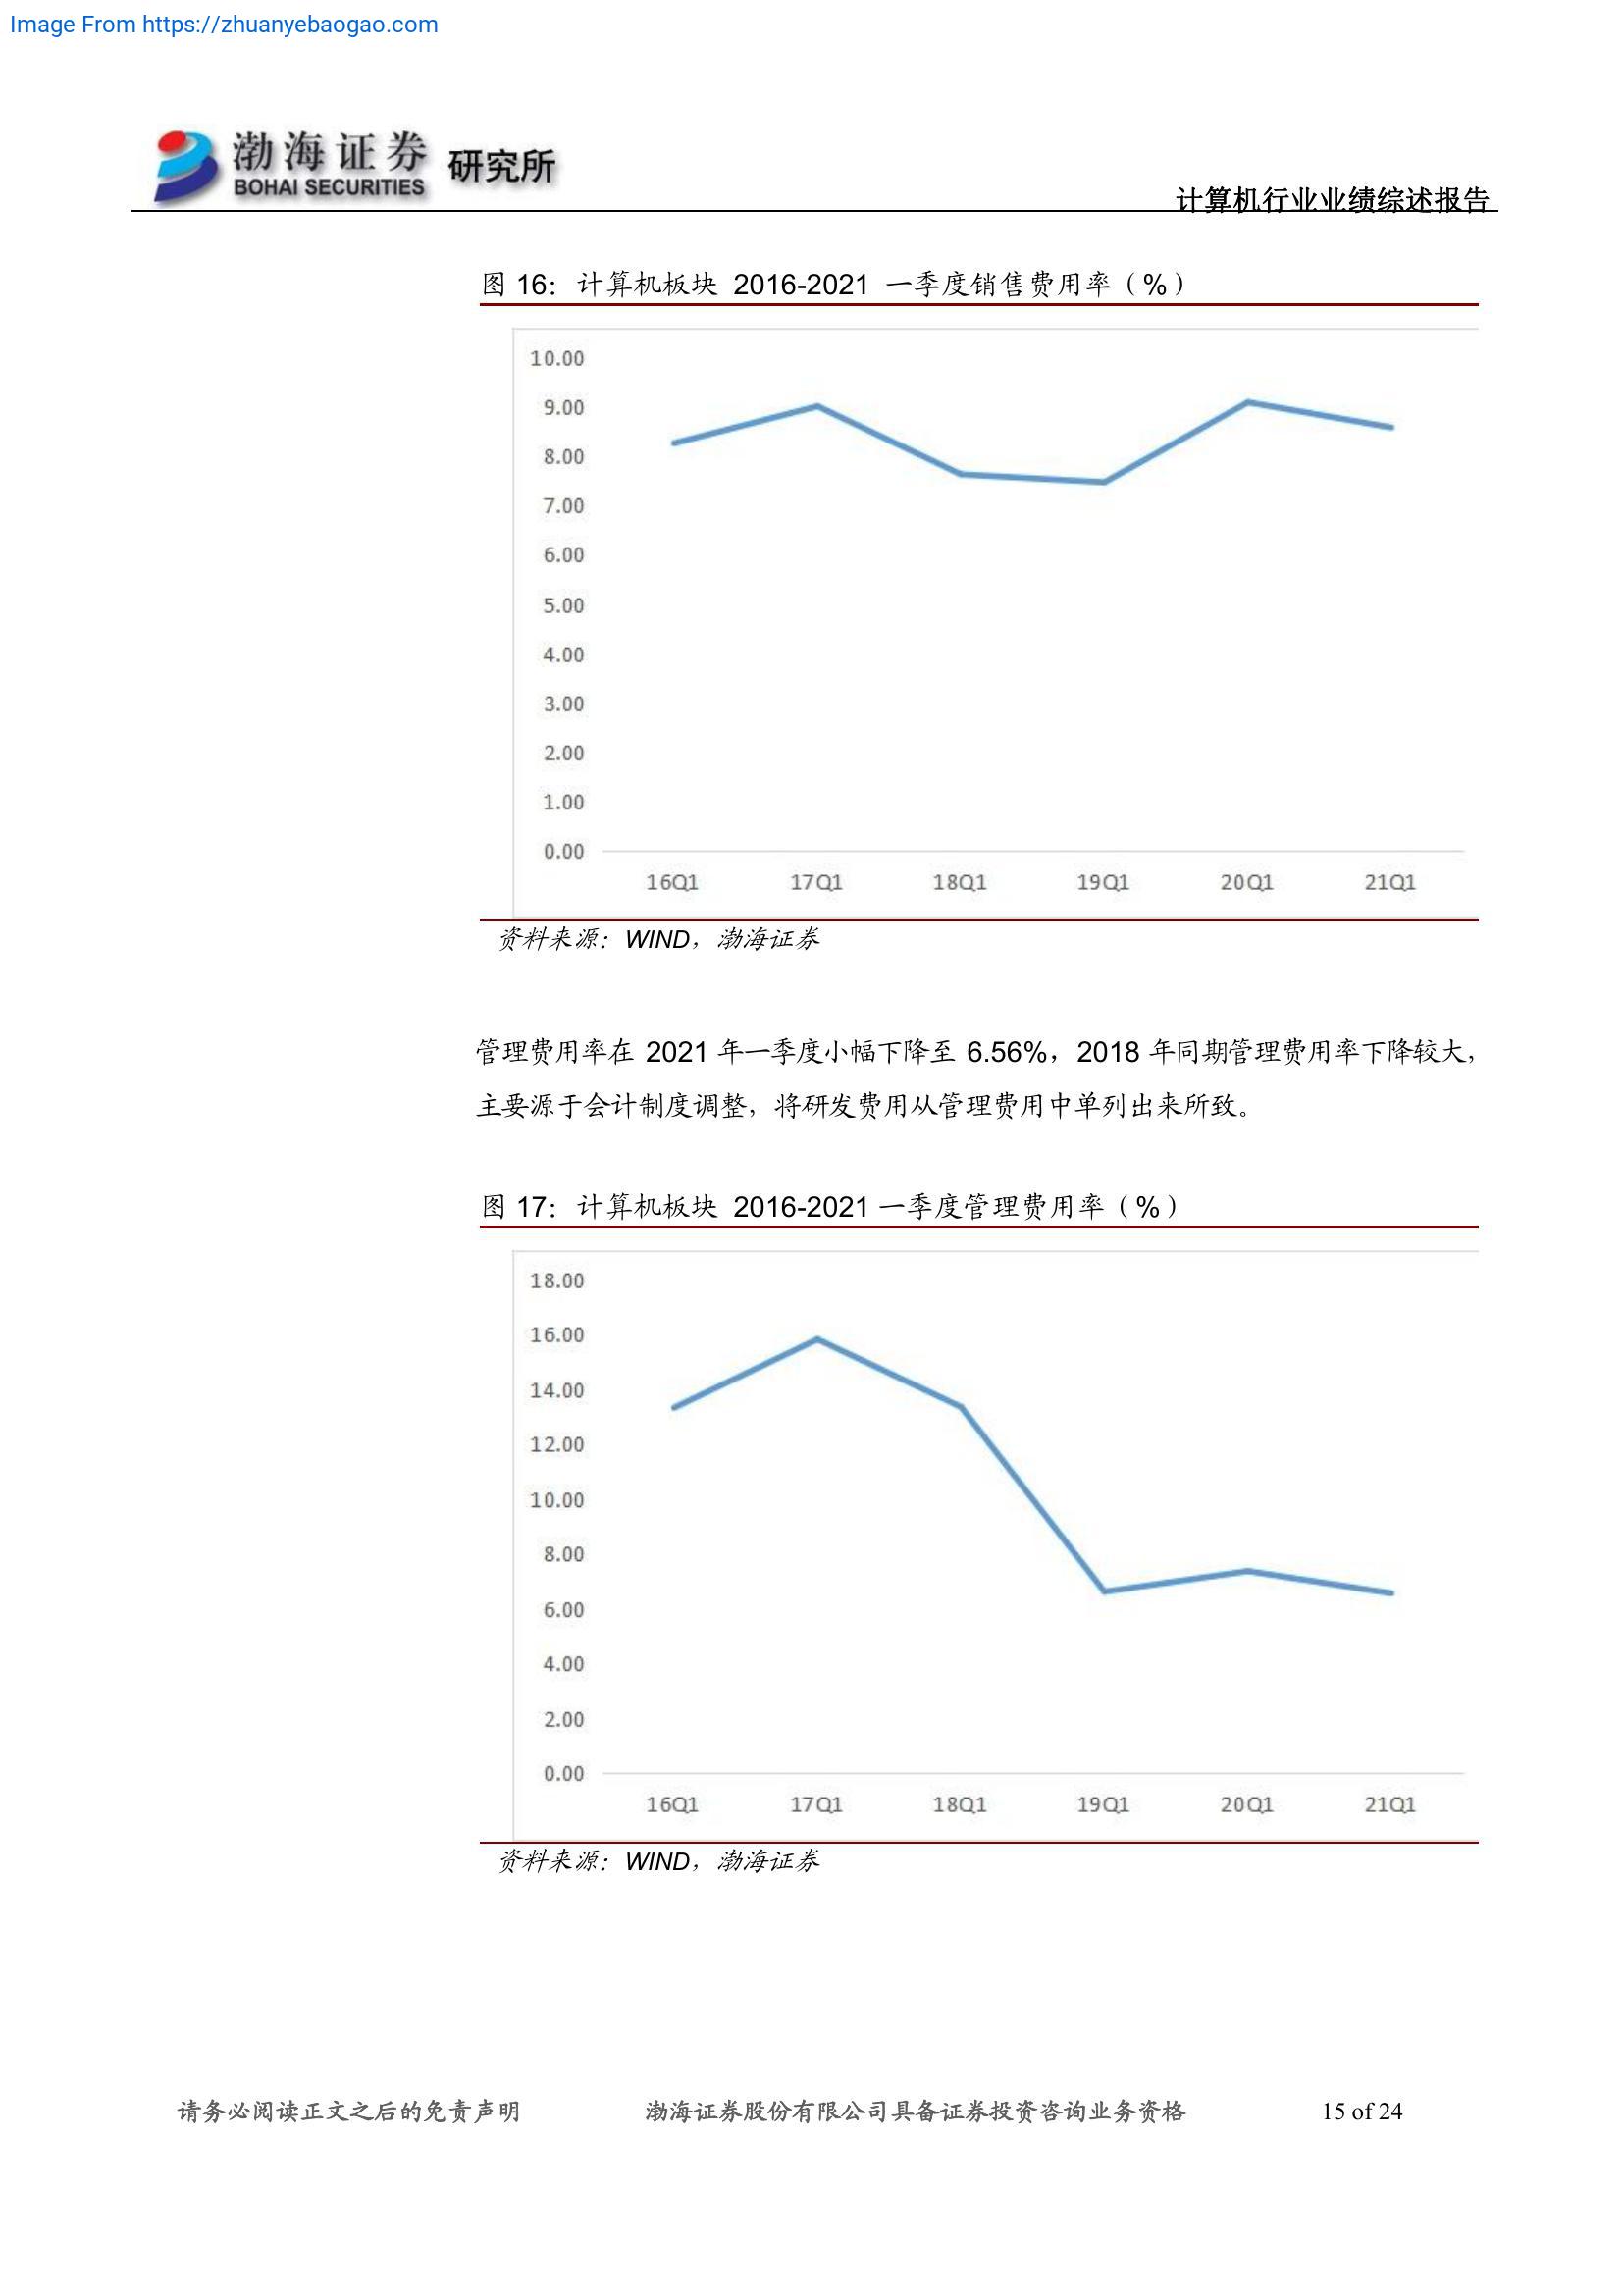 Image From https://zhuanyebaogao.com
渤海证券 研究所
BOHAI SECURITIES
计算机行业业绩综述报告
图 16：计算机板块 2016-2021 一季度销售费用率（%）
10.00
9.00
8.00
7.00
6.00
5.00
4.00
3.00
2.00
1.00
0.00
16Q1 17Q1 18Q1 19Q1 20Q1 21Q1
资料来源：WIND，渤海证券
管理费用率在 2021 年一季度小幅下降至 6.56%，2018 年同期管理费用率下降较大，
主要源于会计制度调整，将研发费用从管理费用中单列出来所致。
图 17：计算机板块 2016-2021 一季度管理费用率（%）
18.00
16.00
14.00
12.00
10.00
8.00
6.00
4.00
2.00
0.00
16Q1 17Q1 18Q1 19Q1 20Q1 21Q1
资料来源：WIND，渤海证券
请务必阅读正文之后的免责声明 渤海证券股份有限公司具备证券投资咨询业务资格 15 of 24